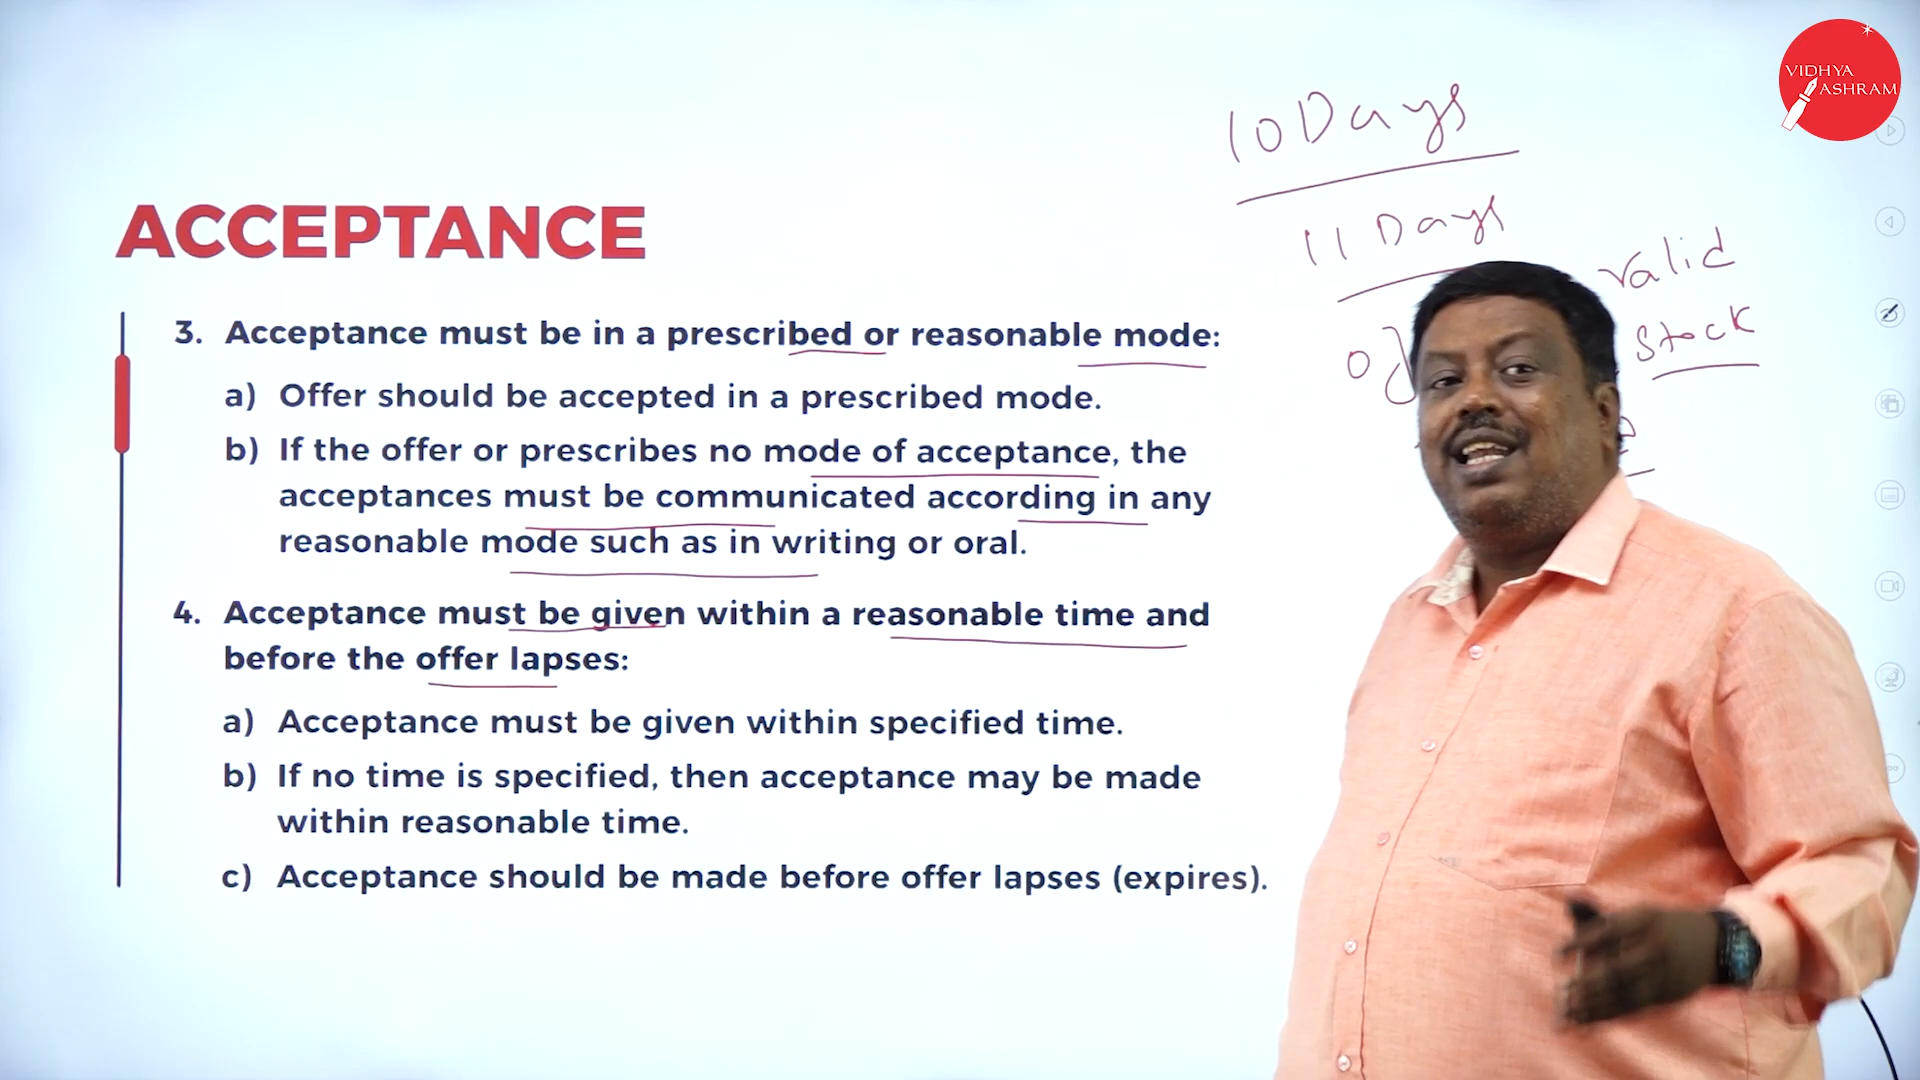 VIDHYA
ASHRAM
10 Days
11 Days
valid
stock
ACCEPTANCE
3. Acceptance must be in a prescribed or reasonable mode:
a) Offer should be accepted in a prescribed mode.
b) If the offer or prescribes no mode of acceptance, the
acceptances must be communicated according in any
reasonable mode such as in writing or oral.
4. Acceptance must be given within a reasonable time and
before the offer lapses:
a) Acceptance must be given within specified time.
b) If no time is specified, then acceptance may be made
within reasonable time.
c) Acceptance should be made before offer lapses (expires).